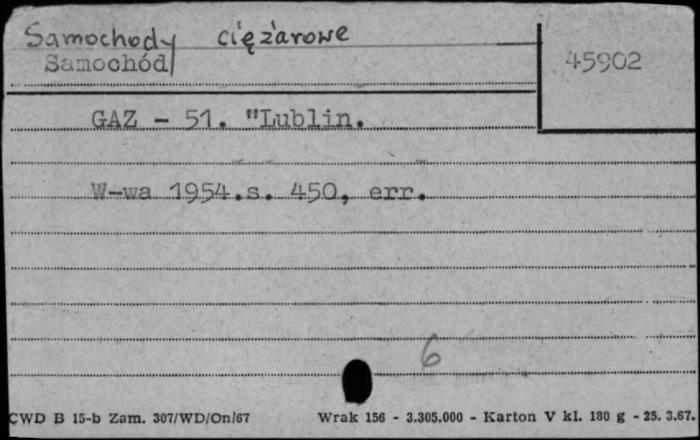 Samochody ciężarowe
45902
Samochód
GAZ - 51. "Lublin.
W-wa 1954.s. 450, err.
6
CWD B 15-b Zam. 307/WD/On/67 Wrak 156 - 3.305.000 - Karton V kl. 180 g - 25. 3.67.